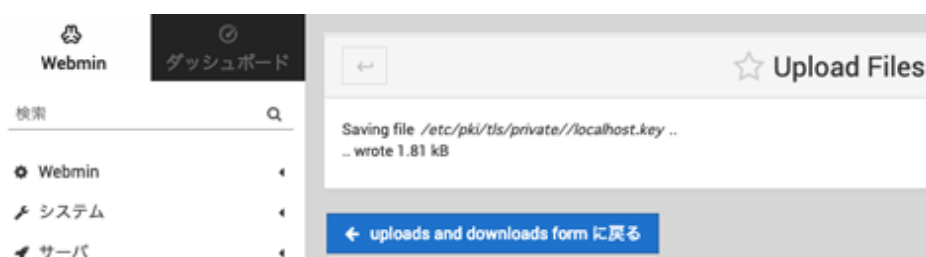 Webmin
ダッシュボード
検索
Webmin
システム
サーバ
Upload Files
Saving file /etc/pki/tls/private//localhost.key ..
.. wrote 1.81 kB
uploads and downloads form に戻る